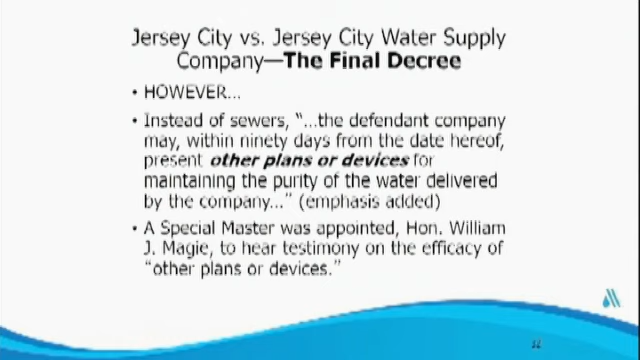 Jersey City vs. Jersey City Water Supply
Company—The Final Decree
• HOWEVER...
• Instead of sewers, “...the defendant company
may, within ninety days from the date hereof,
present other plans or devices for
maintaining the purity of the water delivered
by the company...” (emphasis added)
• A Special Master was appointed, Hon. William
J. Magie, to hear testimony on the efficacy of
“other plans or devices.”